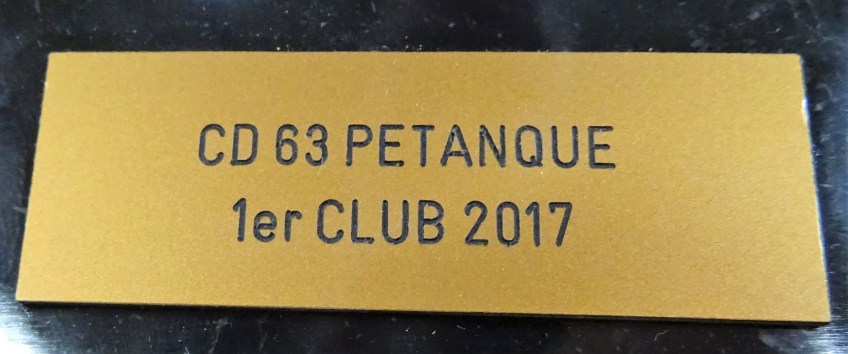 CD 63 PETANQUE
1er CLUB 2017